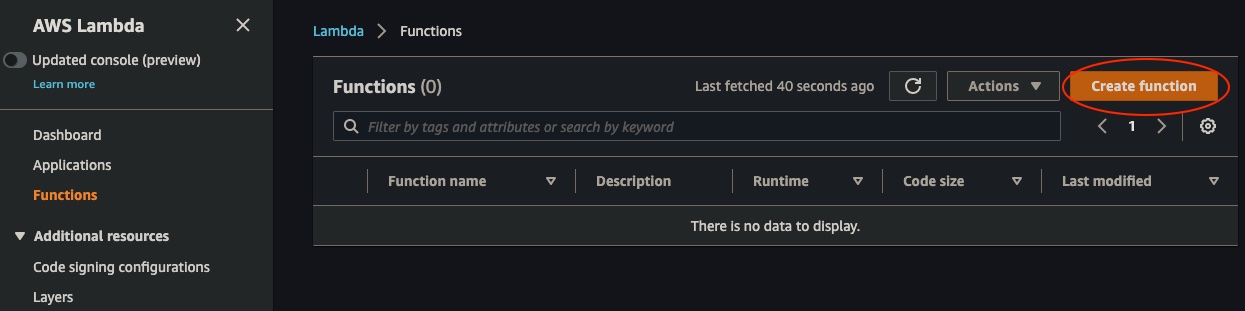 AWS Lambda
Updated console (preview)
Learn more
Dashboard
Applications
Functions
Additional resources
Code signing configurations
Layers
Lambda > Functions
Functions (0) Last fetched 40 seconds ago Actions Create function
Filter by tags and attributes or search by keyword 1
Function name Description Runtime Code size Last modified
There is no data to display.